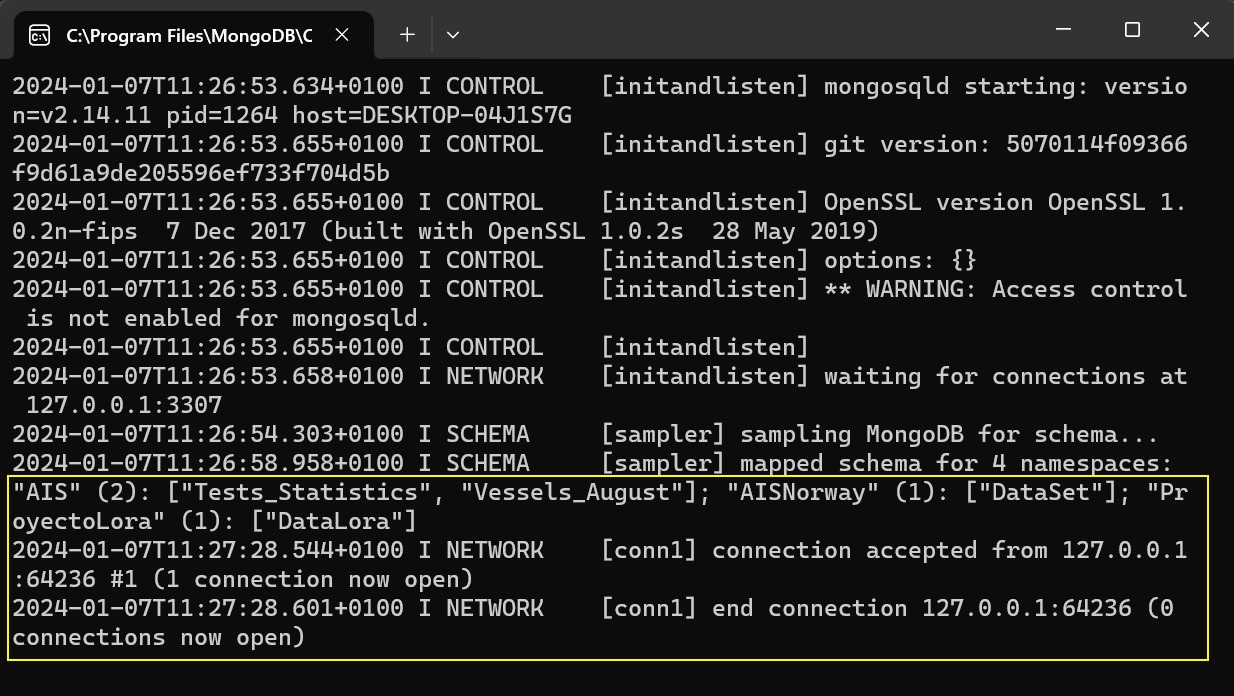 C:\Program Files\MongoDB\C
2024-01-07T11:26:53.634+0100 I CONTROL    [initandlisten] mongosqld starting: versio
n=v2.14.11 pid=1264 host=DESKTOP-04J1S7G
2024-01-07T11:26:53.655+0100 I CONTROL    [initandlisten] git version: 5070114f09366
f9d61a9de205596ef733f704d5b
2024-01-07T11:26:53.655+0100 I CONTROL    [initandlisten] OpenSSL version OpenSSL 1.
0.2n-fips  7 Dec 2017 (built with OpenSSL 1.0.2s  28 May 2019)
2024-01-07T11:26:53.655+0100 I CONTROL    [initandlisten] options: {}
2024-01-07T11:26:53.655+0100 I CONTROL    [initandlisten] ** WARNING: Access control
 is not enabled for mongosqld.
2024-01-07T11:26:53.655+0100 I CONTROL    [initandlisten]
2024-01-07T11:26:53.658+0100 I NETWORK    [initandlisten] waiting for connections at
 127.0.0.1:3307
2024-01-07T11:26:54.303+0100 I SCHEMA     [sampler] sampling MongoDB for schema...
2024-01-07T11:26:58.958+0100 I SCHEMA     [sampler] mapped schema for 4 namespaces:
"AIS" (2): ["Tests_Statistics", "Vessels_August"]; "AISNorway" (1): ["DataSet"]; "Pr
oyectoLora" (1): ["DataLora"]
2024-01-07T11:27:28.544+0100 I NETWORK    [conn1] connection accepted from 127.0.0.1
:64236 #1 (1 connection now open)
2024-01-07T11:27:28.601+0100 I NETWORK    [conn1] end connection 127.0.0.1:64236 (0
connections now open)